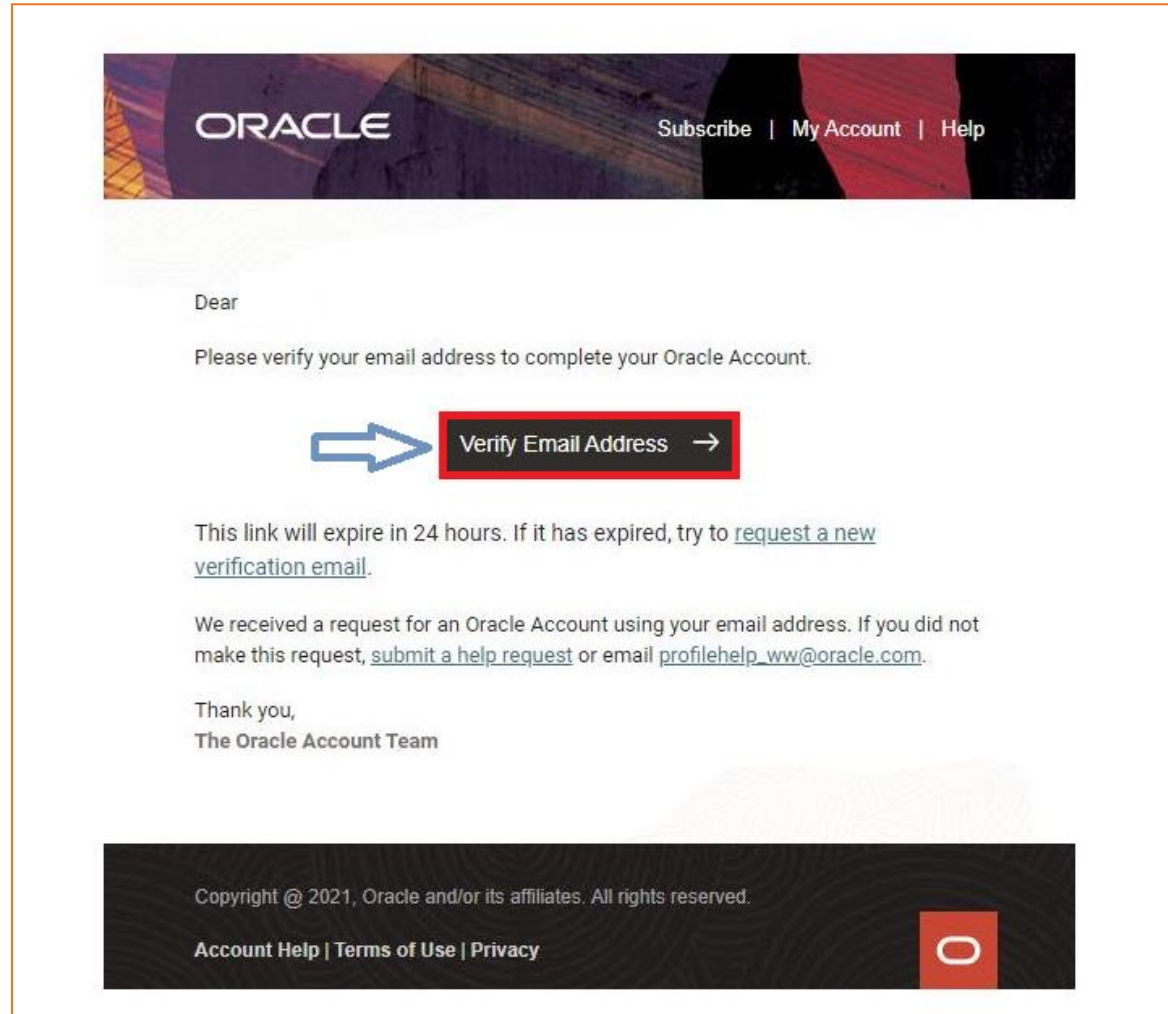 ORACLE
Subscribe | My Account | Help
Dear
Please verify your email address to complete your Oracle Account.
Verify Email Address →
This link will expire in 24 hours. If it has expired, try to request a new
verification email.
We received a request for an Oracle Account using your email address. If you did not
make this request, submit a help request or email profilehelp_ww@oracle.com.
Thank you,
The Oracle Account Team
Copyright @ 2021, Oracle and/or its affiliates. All rights reserved.
Account Help | Terms of Use | Privacy